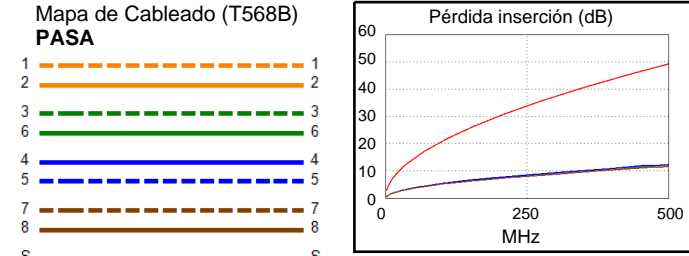 Mapa de Cableado (T568B)
PASA
1 1
2 2
3 3
6 6
4 4
5 5
7 7
8 8
S S
Pérdida inserción (dB)
60
50
40
30
20
10
0
0 250 500
MHz